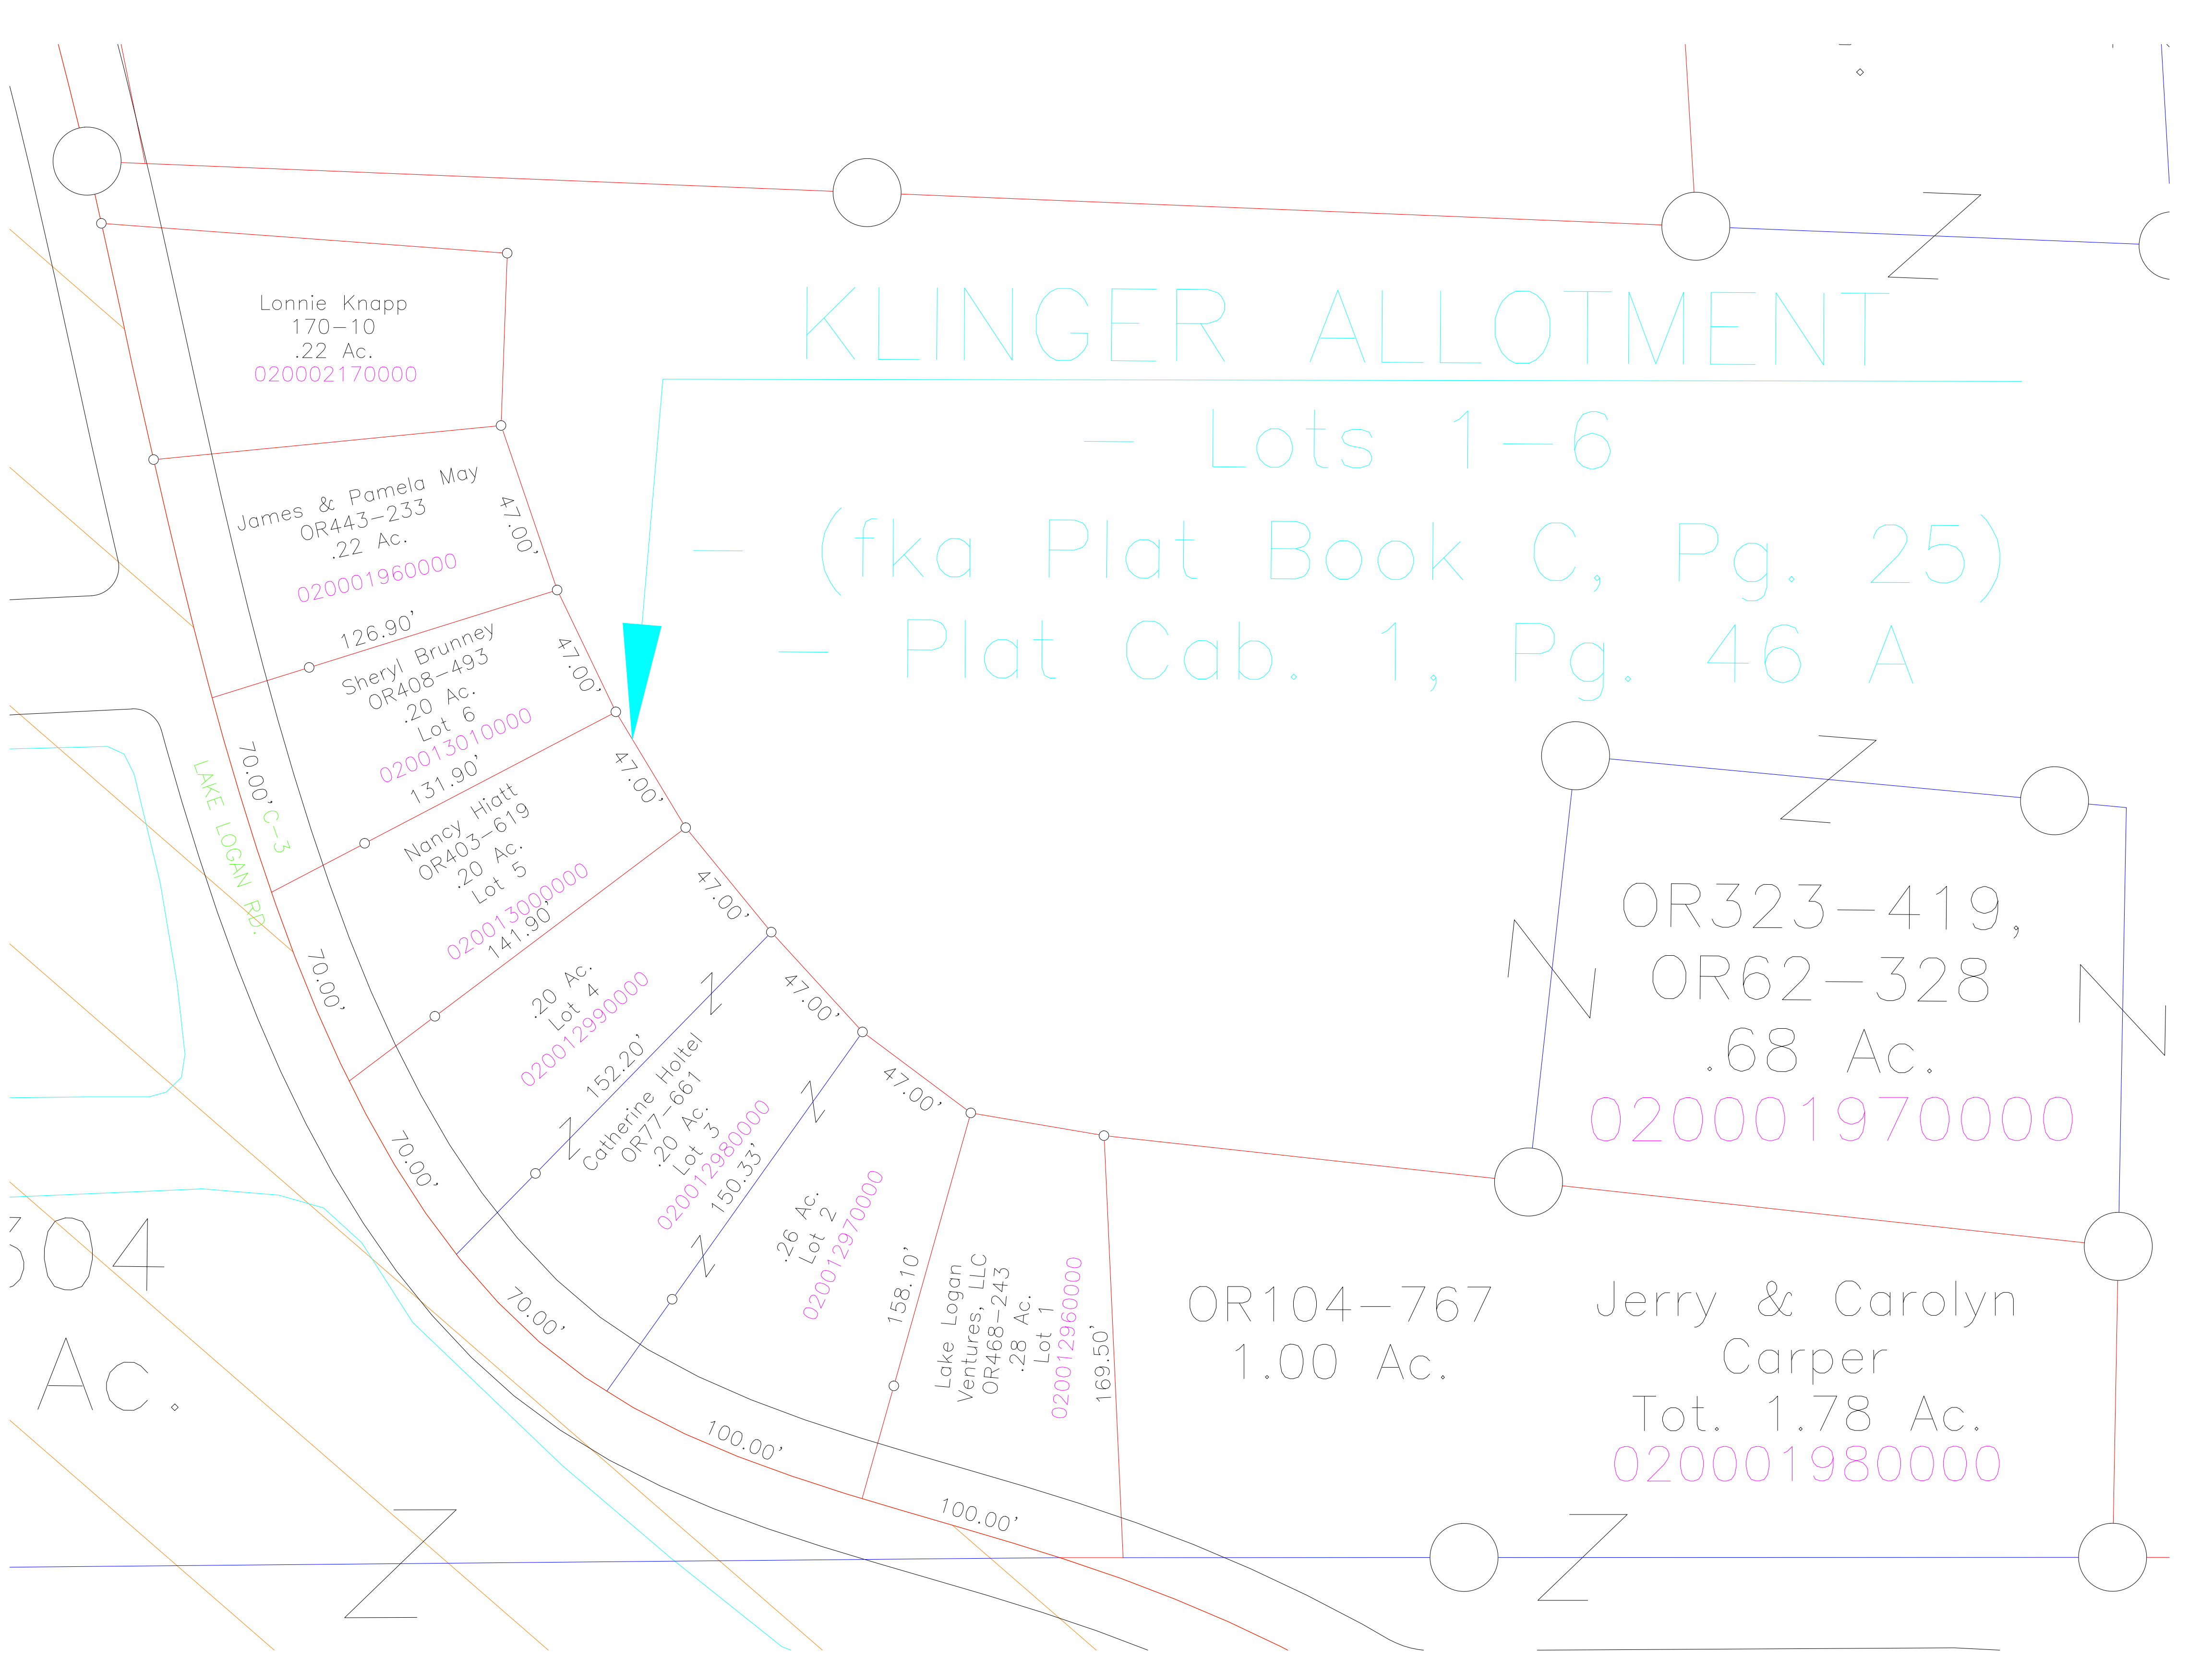 Lonnie Knapp
170-10
.22 Ac.
020002170000
KLINGER ALLOTMENT
- Lots 1-6
- (fka Plat Book C, Pg. 25)
- Plat Cab. 1, Pg. 46 A
James & Pamela May
OR443-233
.22 Ac.
020001960000
47.00'
126.90'
Sheryl Brunney
OR408-493
.20 Ac.
Lot 6
020013010000
131.90'
47.00'
70.00'
C-3
LAKE LOGAN RD.
Nancy Hiatt
OR403-619
.20 Ac.
Lot 5
020013000000
141.90'
47.00'
70.00'
.20 Ac.
Lot 4
020012990000
152.20'
47.00'
70.00'
Catherine Holtel
OR77-661
.20 Ac.
Lot 3
020012980000
150.33'
47.00'
70.00'
.26 Ac.
Lot 2
020012970000
158.10'
47.00'
100.00'
Lake Logan
Ventures, LLC
OR468-243
.28 Ac.
Lot 1
020012960000
169.50'
100.00'
OR323-419,
OR62-328
.68 Ac.
020001970000
OR104-767
1.00 Ac.
Jerry & Carolyn
Carper
Tot. 1.78 Ac.
020001980000
304
Ac.